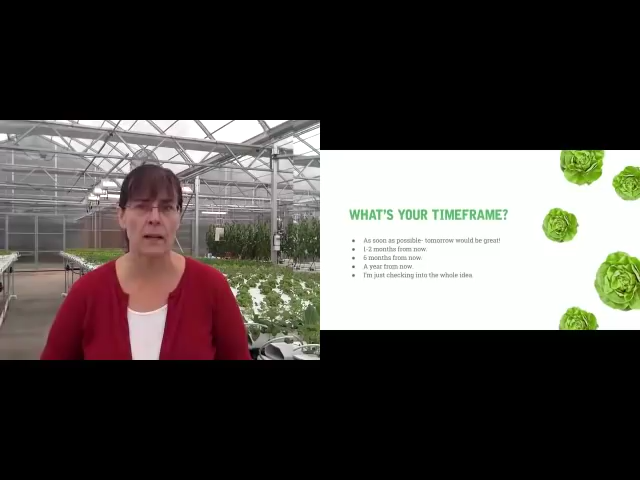 WHAT'S YOUR TIMEFRAME?
As soon as possible- tomorrow would be great!
1-2 months from now.
6 months from now.
A year from now.
I'm just checking into the whole idea.